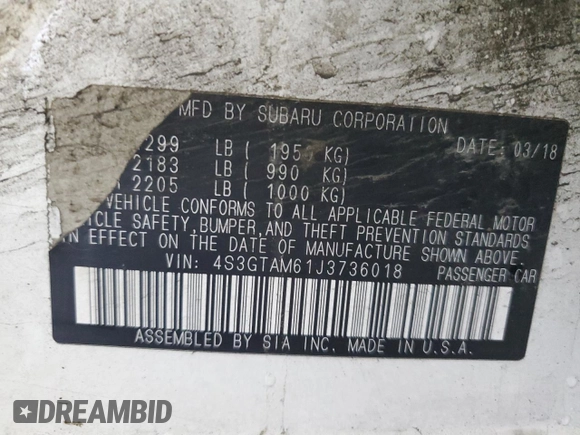 MFD BY SUBARU CORPORATION
299 LB ( 195 KG) DATE: 03/18
2183 LB ( 990 KG)
2205 LB ( 1000 KG)
VEHICLE CONFORMS TO ALL APPLICABLE FEDERAL MOTOR
ICLE SAFETY, BUMPER, AND THEFT PREVENTION STANDARDS
IN EFFECT ON THE DATE OF MANUFACTURE SHOWN ABOVE.
VIN: 4S3GTAM61J3736018 PASSENGER CAR
ASSEMBLED BY SIA INC. MADE IN U.S.A.
DREAMBID